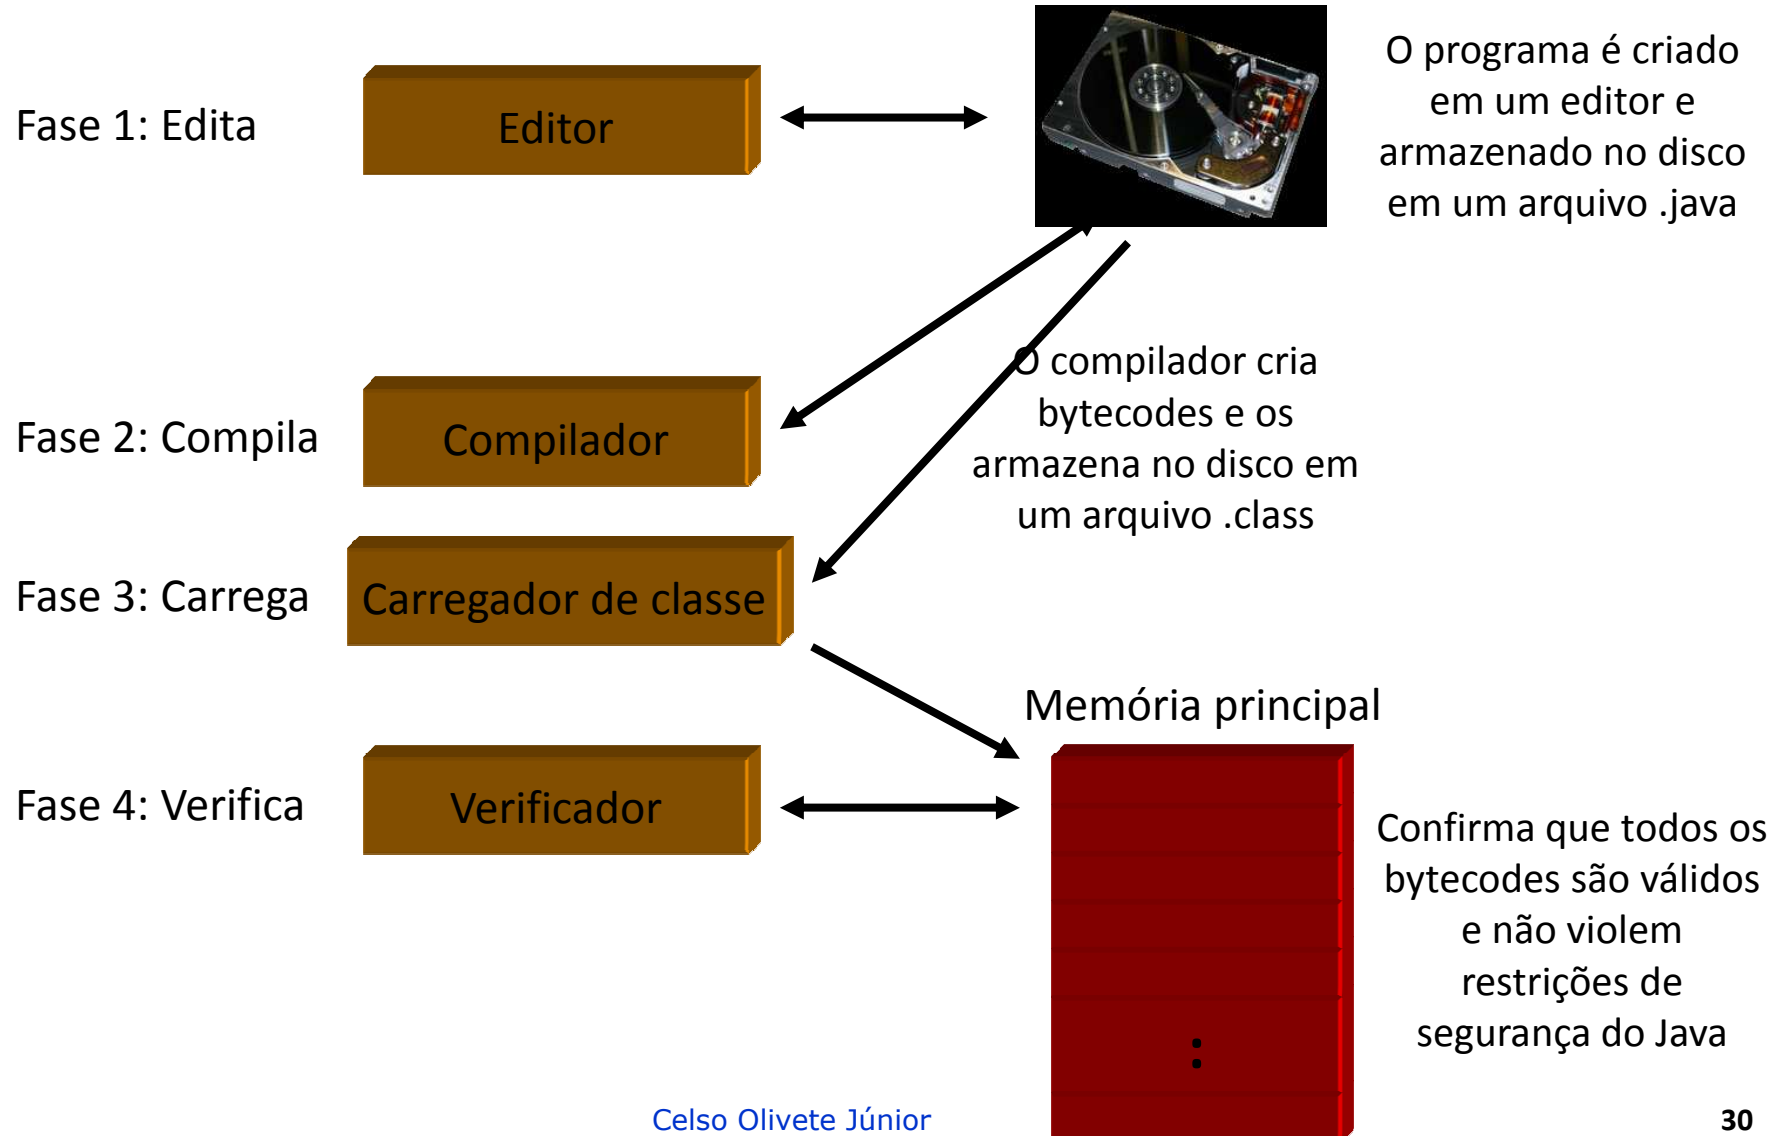 Fase 1: Edita
Editor
O programa é criado
em um editor e
armazenado no disco
em um arquivo .java
Fase 2: Compila
Compilador
O compilador cria
bytecodes e os
armazena no disco em
um arquivo .class
Fase 3: Carrega
Carregador de classe
Memória principal
Fase 4: Verifica
Verificador
Confirma que todos os
bytecodes são válidos
e não violem
restrições de
segurança do Java
:
Celso Olivete Júnior
30